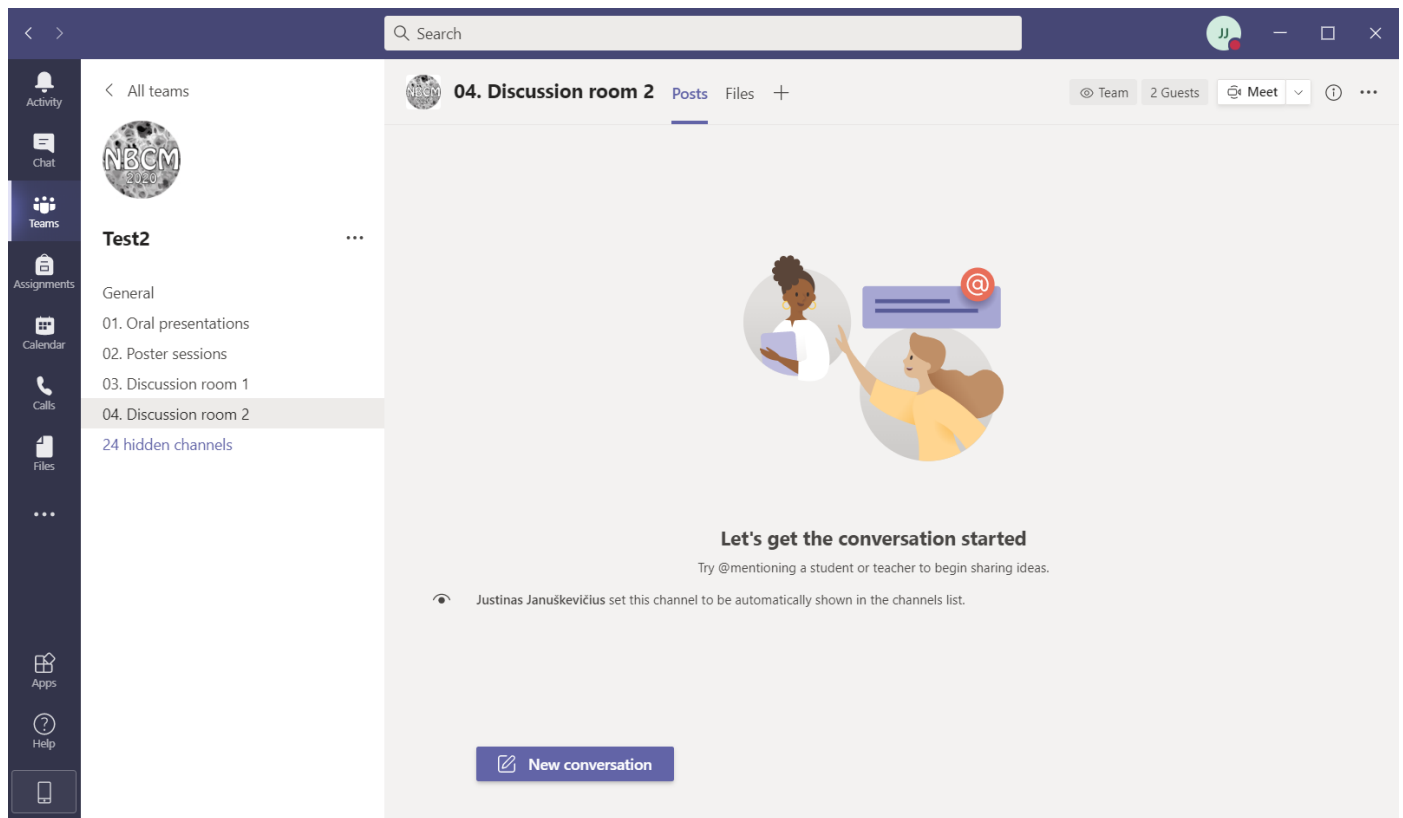 Search
JJ
Activity
Chat
Teams
Assignments
Calendar
Calls
Files
Apps
Help
All teams
NBCM
2020
Test2
General
01. Oral presentations
02. Poster sessions
03. Discussion room 1
04. Discussion room 2
24 hidden channels
NBCM
04. Discussion room 2
Posts
Files
Team
2 Guests
Meet
@
Let's get the conversation started
Try @mentioning a student or teacher to begin sharing ideas.
Justinas Januškevičius set this channel to be automatically shown in the channels list.
New conversation